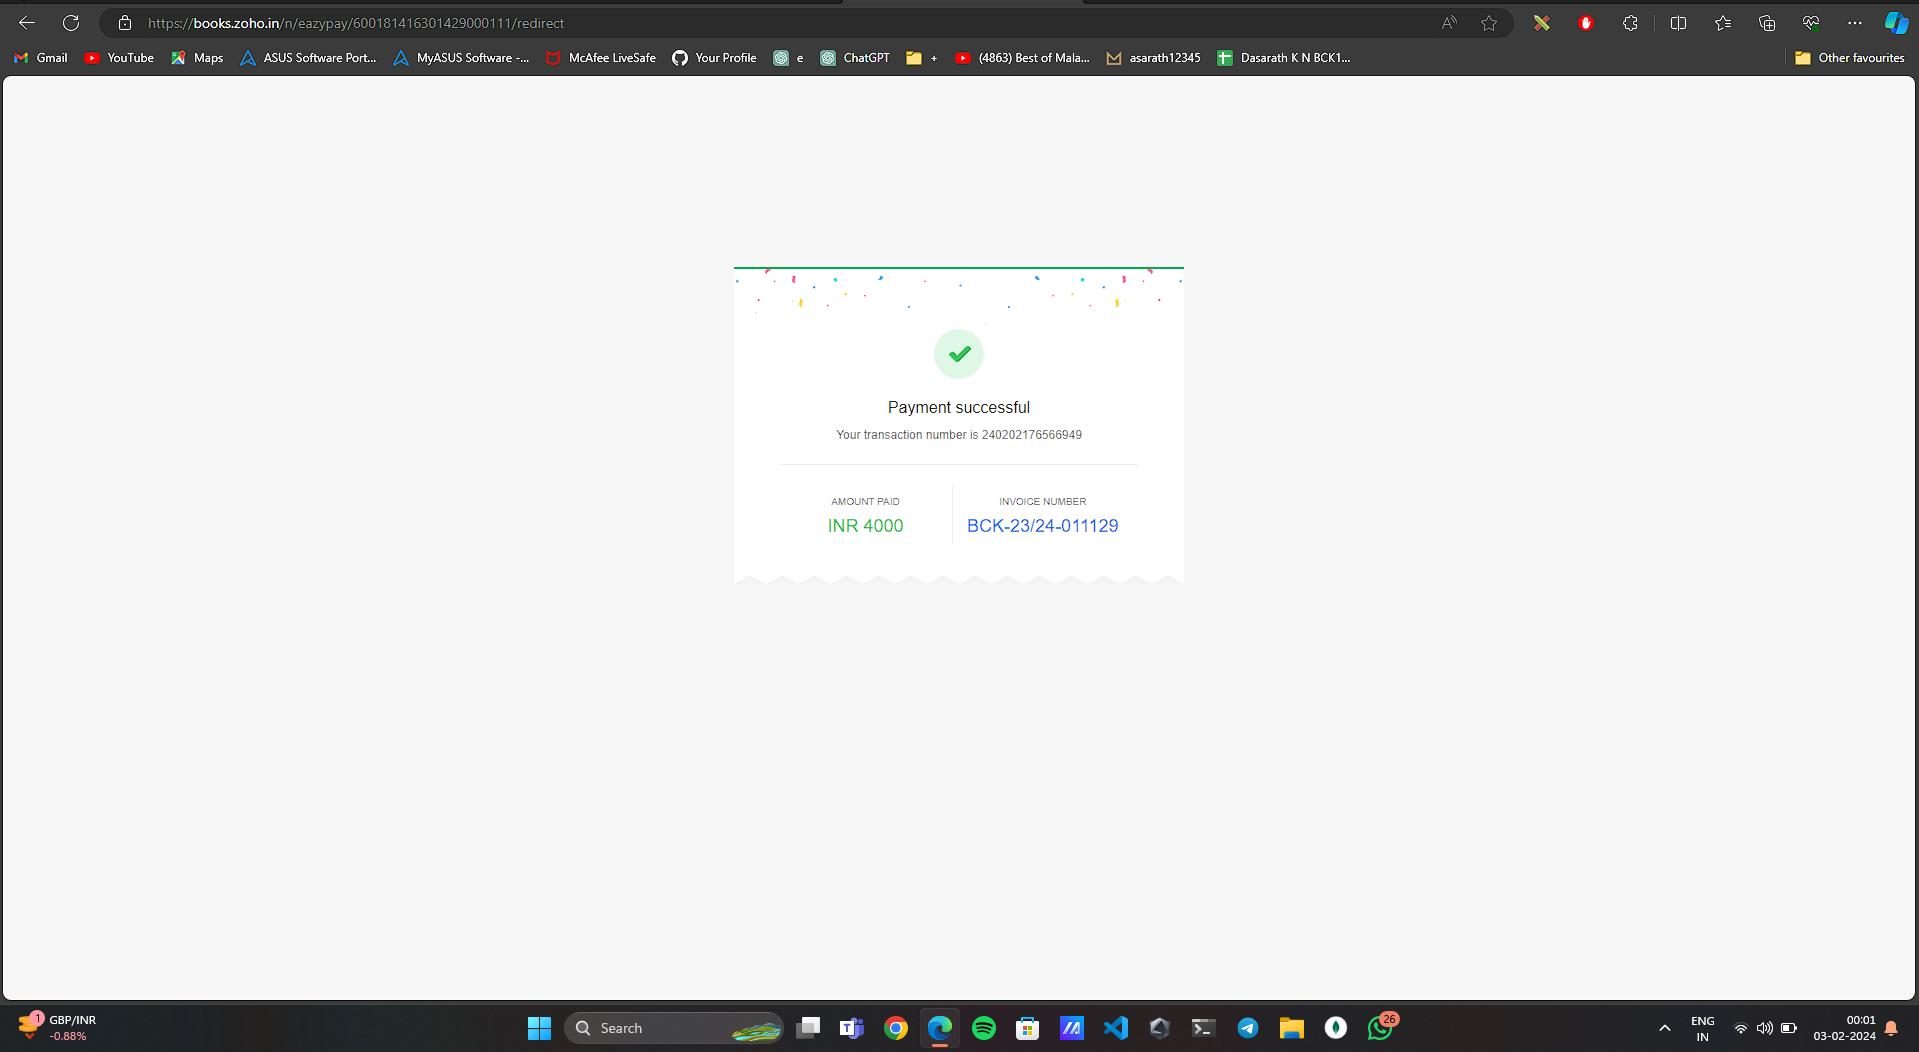 https://books.zoho.in/n/eazypay/600181416301429000111/redirect
Gmail YouTube Maps ASUS Software Port... MyASUS Software -... McAfee LiveSafe Your Profile e ChatGPT + (4863) Best of Mala... asarath12345 Dasarath K N BCK1... Other favourites
Payment successful
Your transaction number is 240202176566949
AMOUNT PAID
INR 4000
INVOICE NUMBER
BCK-23/24-011129
1
GBP/INR
-0.88%
Search
26
ENG
IN
00:01
03-02-2024